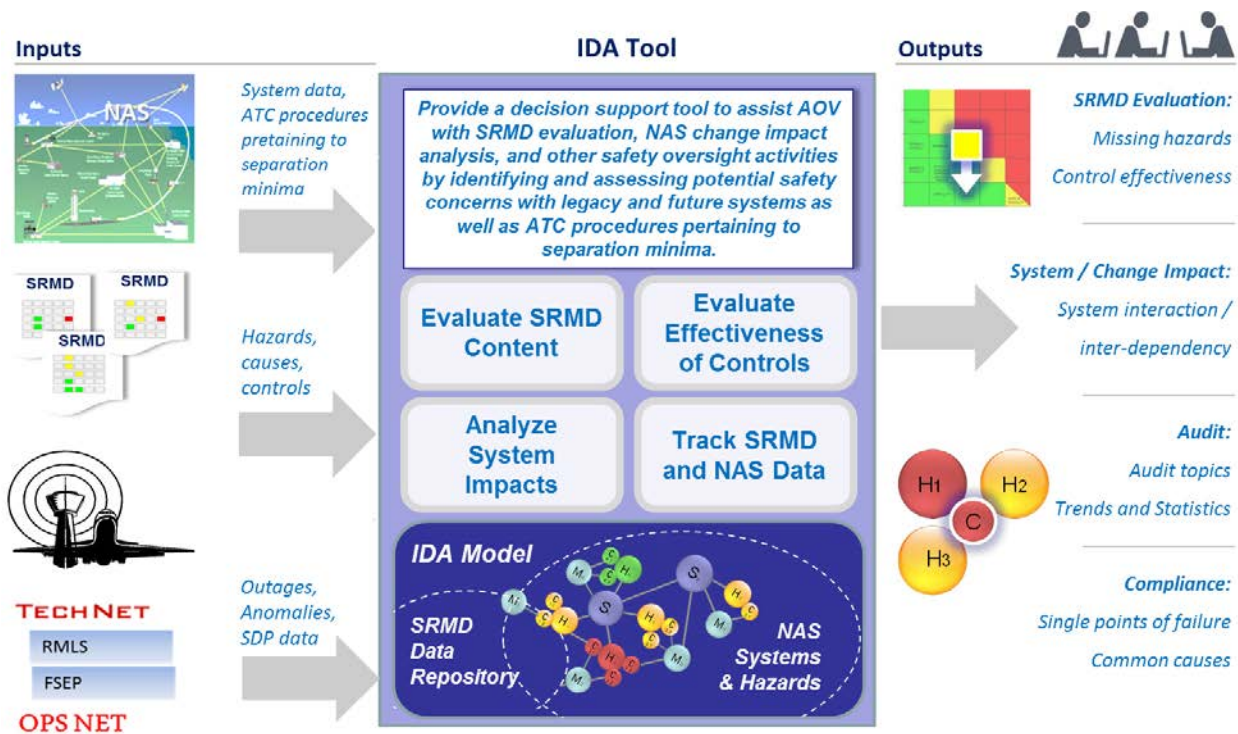 Inputs
IDA Tool
Outputs
NAS
System data,
ATC procedures
pretaining to
separation
minima
SRMD
SRMD
SRMD
Hazards,
causes,
controls
TECHNET
RMLS
FSEP
OPS NET
Outages,
Anomalies,
SDP data
Provide a decision support tool to assist AOV
with SRMD evaluation, NAS change impact
analysis, and other safety oversight activities
by identifying and assessing potential safety
concerns with legacy and future systems as
well as ATC procedures pertaining to
separation minima.
Evaluate SRMD
Content
Evaluate
Effectiveness
of Controls
Analyze
System
Impacts
Track SRMD
and NAS Data
IDA Model
SRMD
Data
Repository
NAS
Systems
& Hazards
SRMD Evaluation:
Missing hazards
Control effectiveness
System / Change Impact:
System interaction /
inter-dependency
Audit:
Audit topics
Trends and Statistics
H1
H2
C
H3
Compliance:
Single points of failure
Common causes